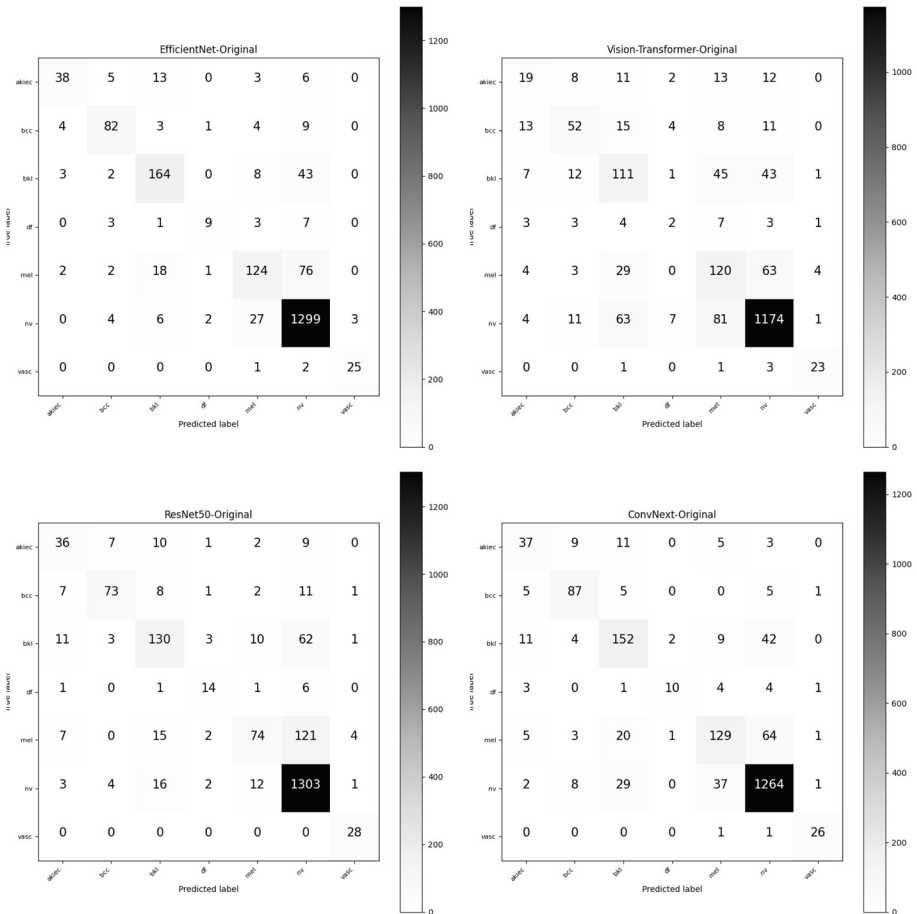 EfficientNet-Original
akiec 38 5 13 0 3 6 0
bcc 4 82 3 1 4 9 0
bkl 3 2 164 0 8 43 0
df 0 3 1 9 3 7 0
mel 2 2 18 1 124 76 0
nv 0 4 6 2 27 1299 3
vasc 0 0 0 0 1 2 25
akiec bcc bkl df mel nv vasc
Predicted label
1200
1000
800
600
400
200
0
Vision-Transformer-Original
akiec 19 8 11 2 13 12 0
bcc 13 52 15 4 8 11 0
bkl 7 12 111 1 45 43 1
df 3 3 4 2 7 3 1
mel 4 3 29 0 120 63 4
nv 4 11 63 7 81 1174 1
vasc 0 0 1 0 1 3 23
akiec bcc bkl df mel nv vasc
Predicted label
1000
800
600
400
200
0
ResNet50-Original
akiec 36 7 10 1 2 9 0
bcc 7 73 8 1 2 11 1
bkl 11 3 130 3 10 62 1
df 1 0 1 14 1 6 0
mel 7 0 15 2 74 121 4
nv 3 4 16 2 12 1303 1
vasc 0 0 0 0 0 0 28
akiec bcc bkl df mel nv vasc
Predicted label
1200
1000
800
600
400
200
0
ConvNext-Original
akiec 37 9 11 0 5 3 0
bcc 5 87 5 0 0 5 1
bkl 11 4 152 2 9 42 0
df 3 0 1 10 4 4 1
mel 5 3 20 1 129 64 1
nv 2 8 29 0 37 1264 1
vasc 0 0 0 0 1 1 26
akiec bcc bkl df mel nv vasc
Predicted label
1200
1000
800
600
400
200
0